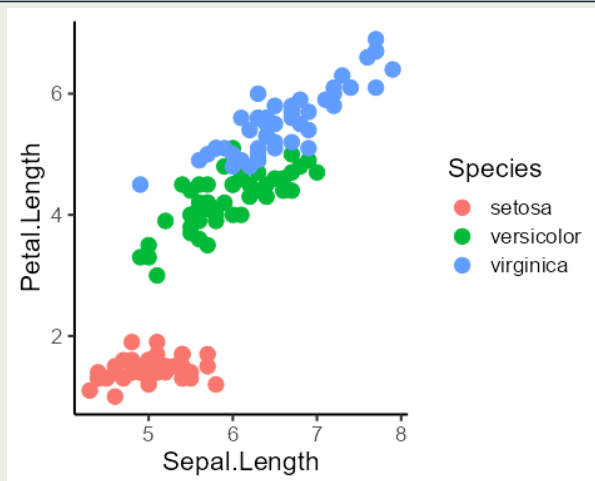 6
4
2
Petal.Length
5 6 7 8
Sepal.Length
Species
setosa
versicolor
virginica